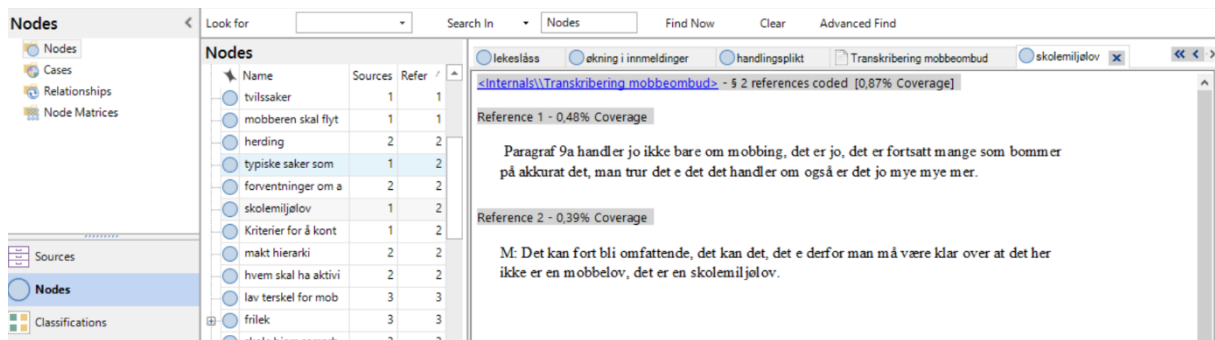 Nodes
Nodes
Cases
Relationships
Node Matrices
Sources
Nodes
Classifications
Look for Search In Nodes Find Now Clear Advanced Find
Nodes
Name Sources Refer
tvilssaker 1 1
mobberen skal flyt 1 1
herding 2 2
typiske saker som 1 2
forventninger om a 2 2
skolemiljølov 1 2
Kriterier for å kont 1 2
makt hierarki 2 2
hvem skal ha aktivi 2 2
lav terskel for mob 3 3
frilek 3 3
lekeslåss økning i innmeldinger handlingsplikt Transkribering mobbeombud skolemiljølov
<Internals\\Transkribering mobbeombud> - § 2 references coded [0,87% Coverage]
Reference 1 - 0,48% Coverage
Paragraf 9a handler jo ikke bare om mobbing, det er jo, det er fortsatt mange som bommer
på akkurat det, man trur det e det det handler om også er det jo mye mye mer.
Reference 2 - 0,39% Coverage
M: Det kan fort bli omfattende, det kan det, det e derfor man må være klar over at det her
ikke er en mobbelov, det er en skolemiljølov.